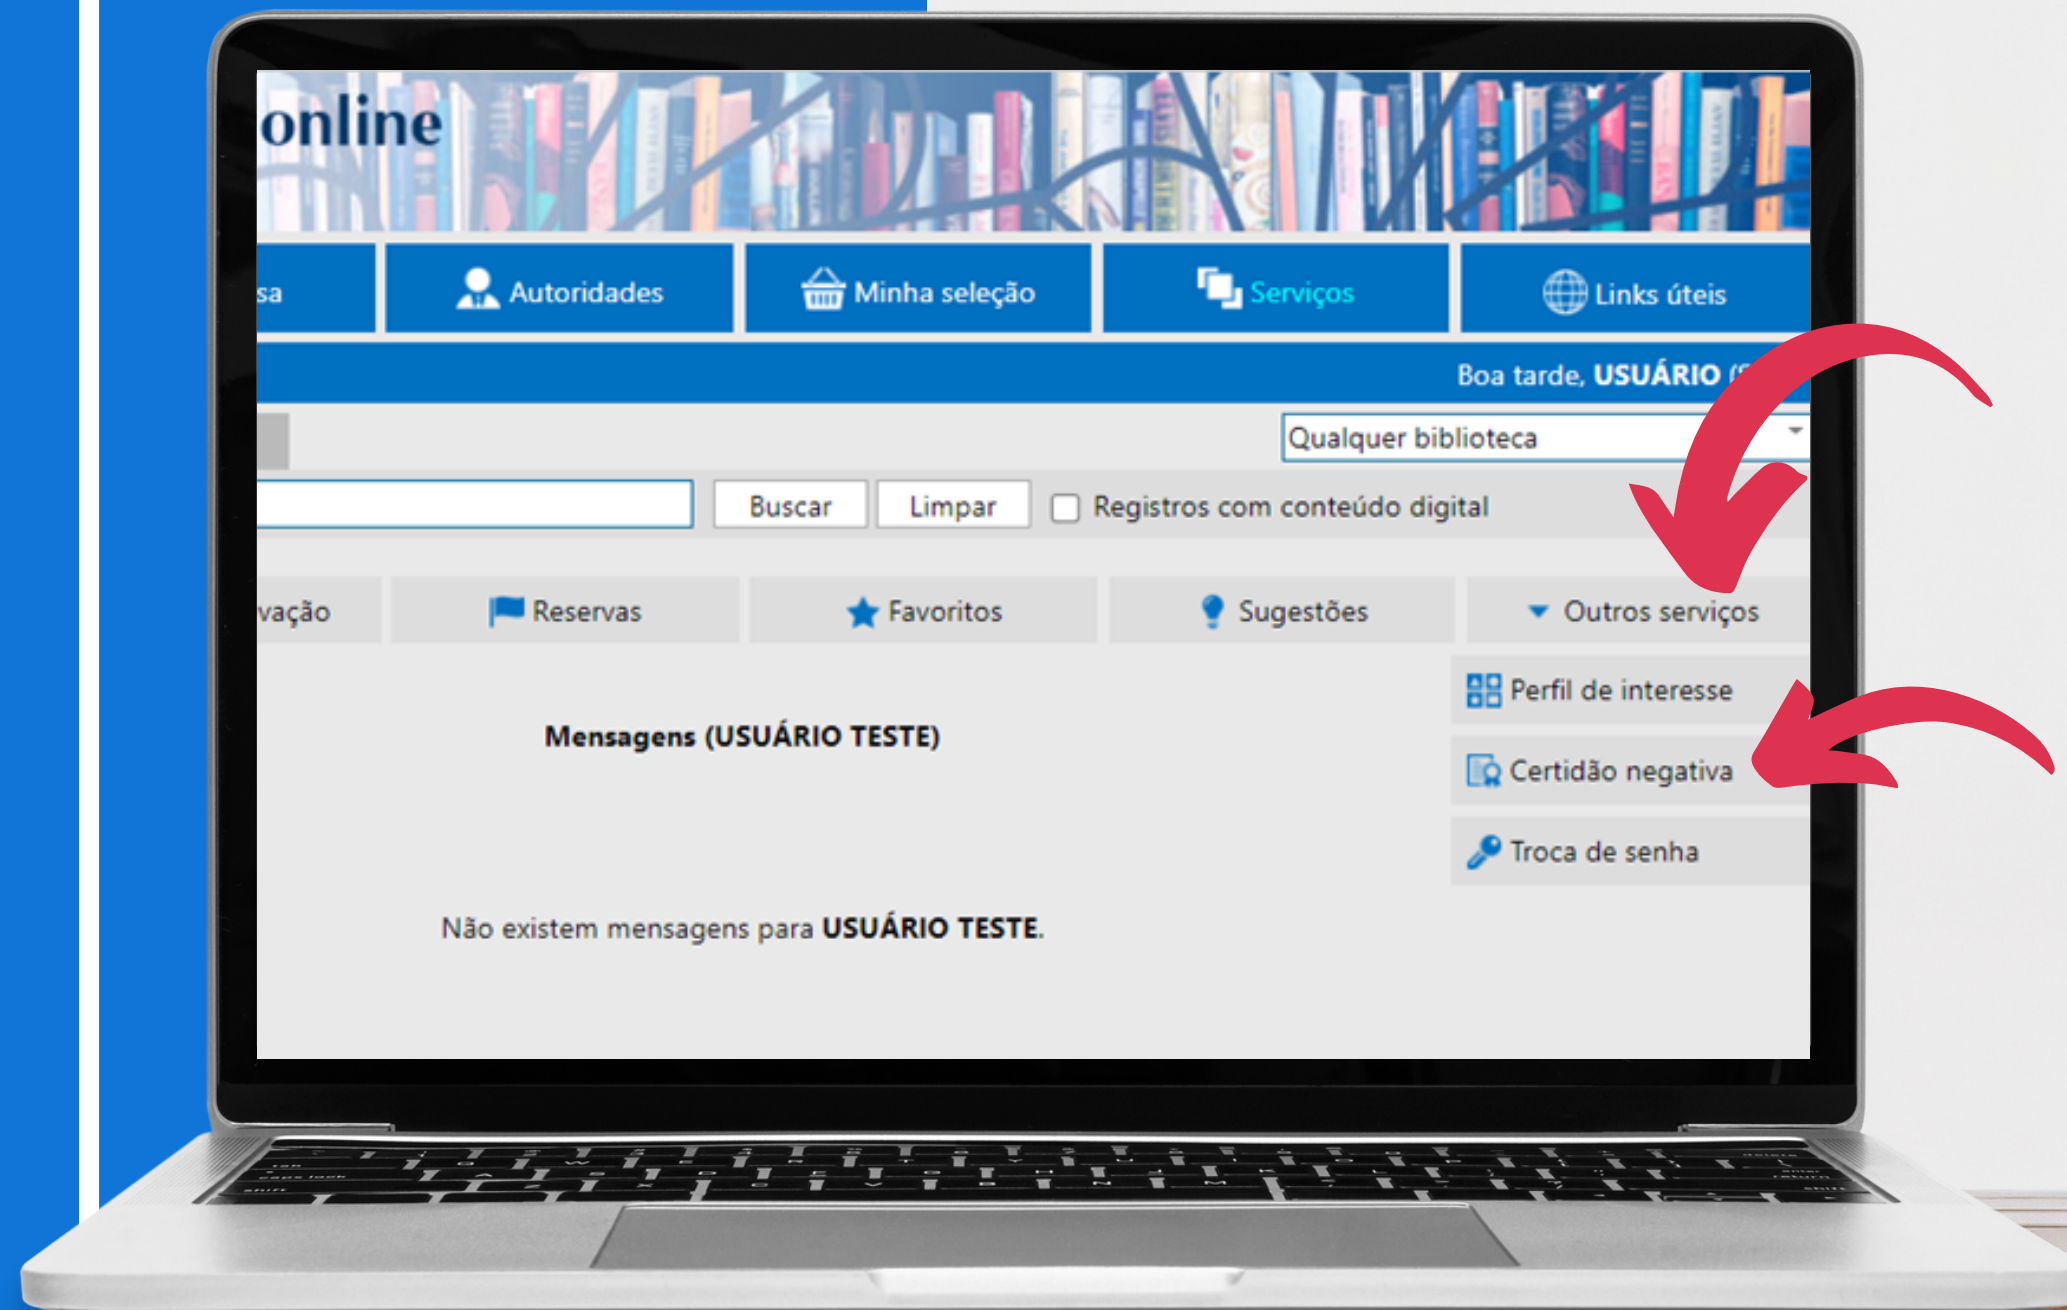 online
sa
Autoridades
Minha seleção
Serviços
Links úteis
Boa tarde, USUÁRIO
Qualquer biblioteca
Buscar
Limpar
Registros com conteúdo digital
vação
Reservas
Favoritos
Sugestões
Outros serviços
Perfil de interesse
Mensagens (USUÁRIO TESTE)
Certidão negativa
Troca de senha
Não existem mensagens para USUÁRIO TESTE.